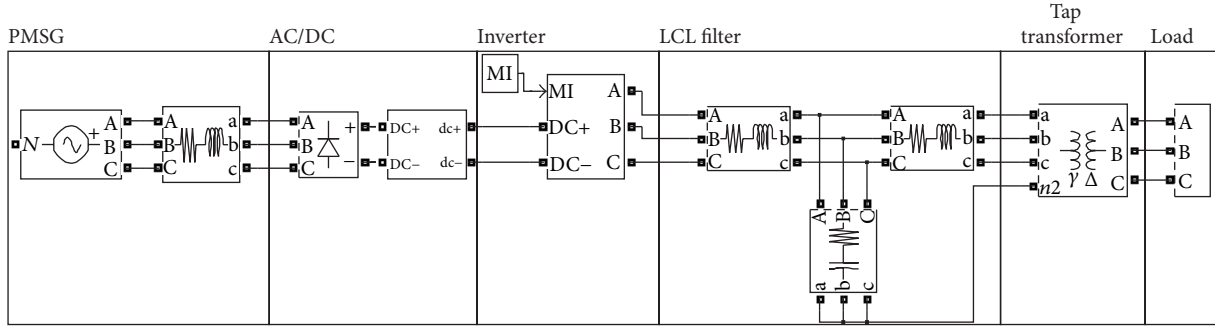 PMSG
AC/DC
Inverter
LCL filter
Tap
transformer
Load
N
+
A
B
C
A
B
C
a
b
c
A
B
C
+
−
DC+
DC−
dc+
dc−
MI
MI
DC+
DC−
A
B
C
A
B
C
a
b
c
A
B
C
a
b
c
A
B
C
a
b
c
a
b
c
n2
γ Δ
A
B
C
A
B
C